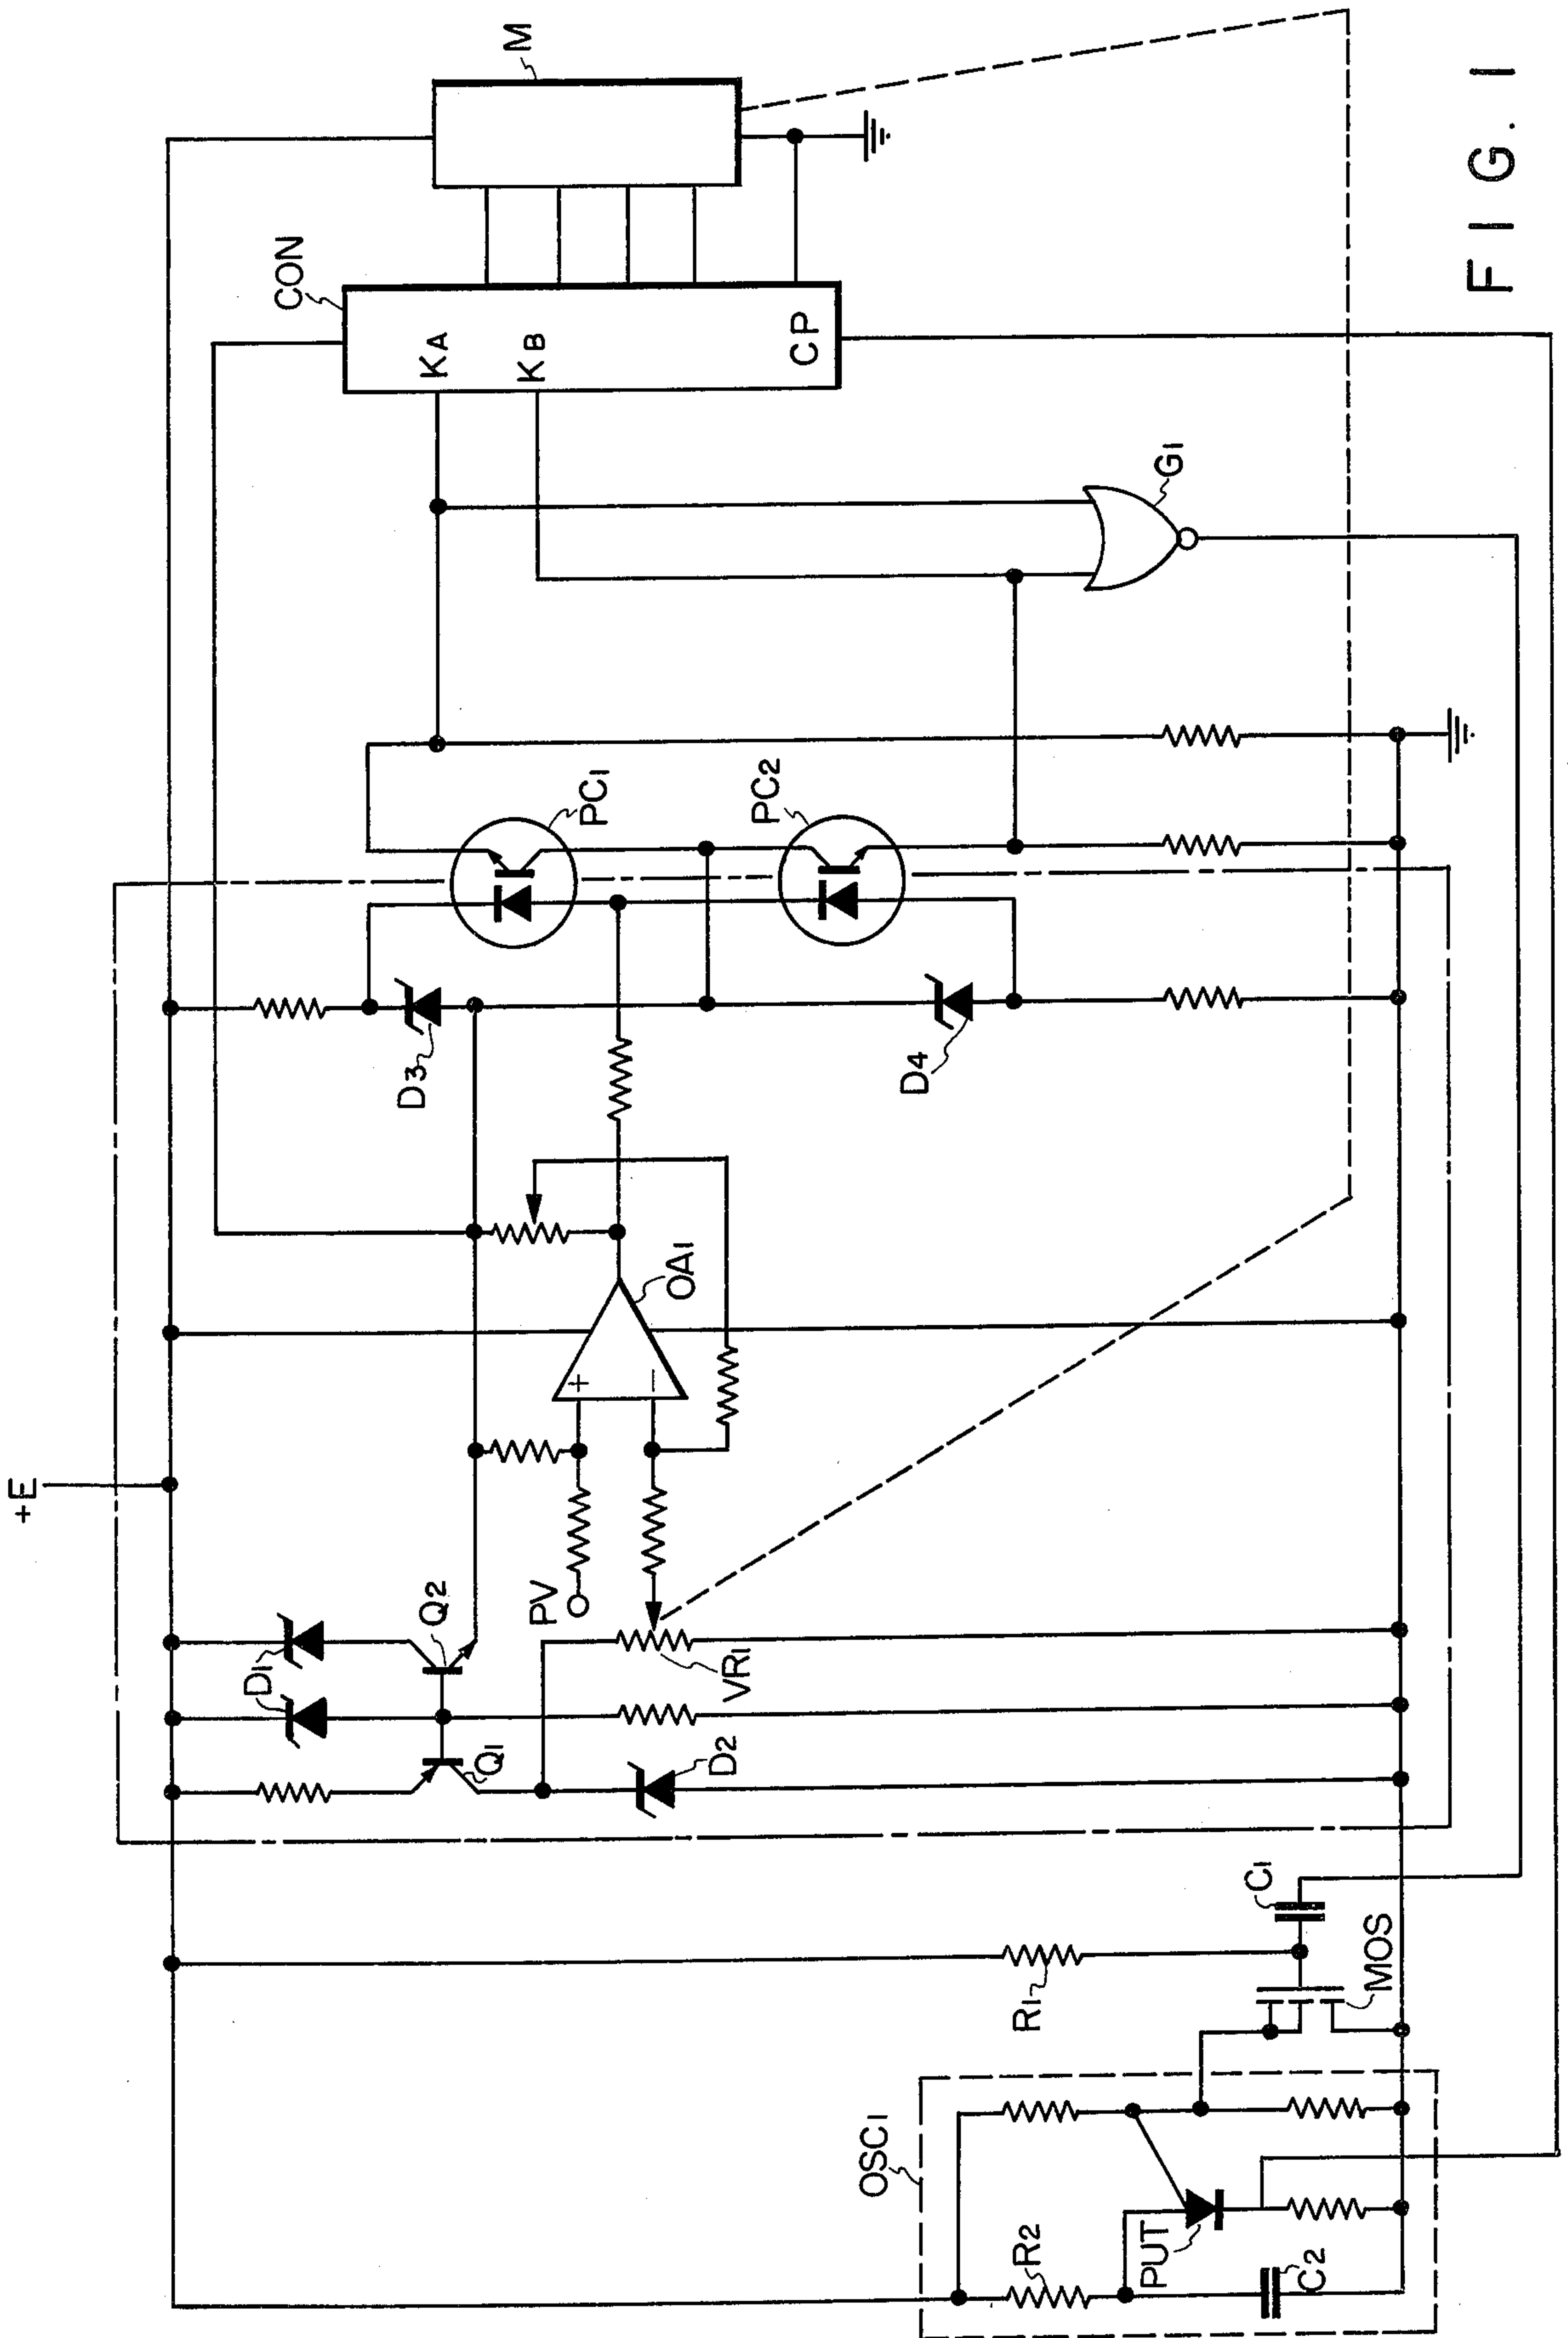 +E
M
CON
KA
KB
CP
G1
PC1
PC2
D3
D4
OA1
+
−
PV
VR1
D1
Q2
Q1
D2
C1
R1
MOS
OSC1
R2
PUT
C2
FIG. 1